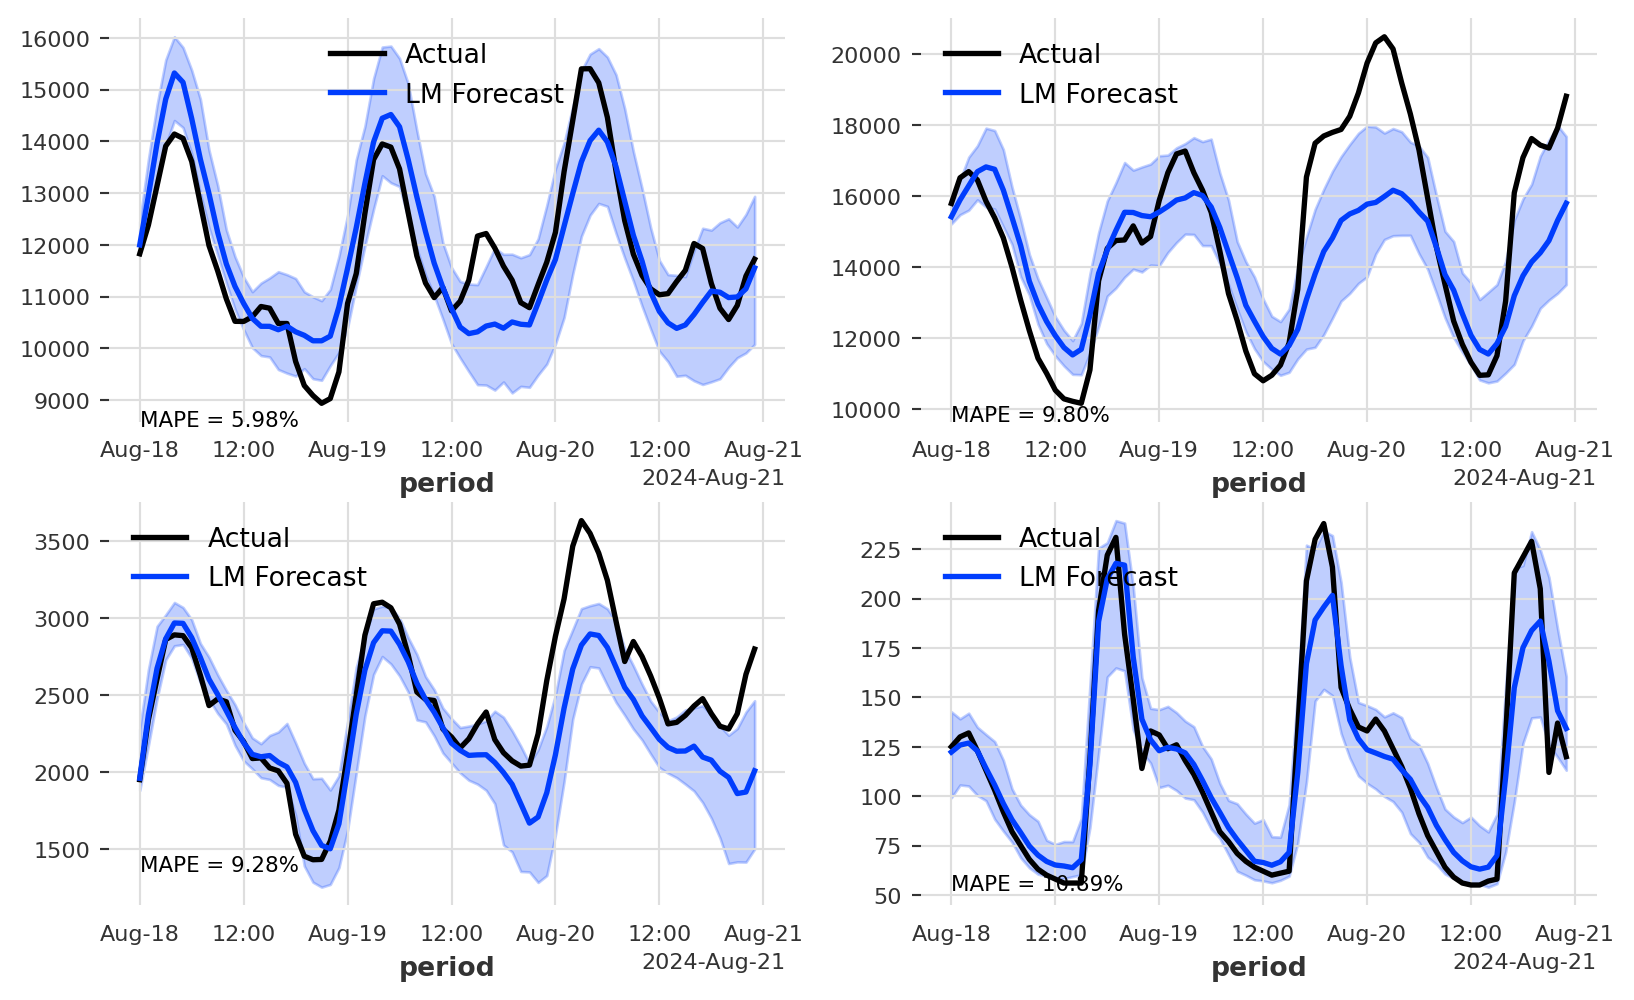 16000
15000
14000
13000
12000
11000
10000
9000
Actual
LM Forecast
MAPE = 5.98%
Aug-18 12:00 Aug-19 12:00 Aug-20 12:00 Aug-21
2024-Aug-21
period
20000
18000
16000
14000
12000
10000
Actual
LM Forecast
MAPE = 9.80%
Aug-18 12:00 Aug-19 12:00 Aug-20 12:00 Aug-21
2024-Aug-21
period
3500
3000
2500
2000
1500
Actual
LM Forecast
MAPE = 9.28%
Aug-18 12:00 Aug-19 12:00 Aug-20 12:00 Aug-21
2024-Aug-21
period
225
200
175
150
125
100
75
50
Actual
LM Forecast
MAPE = 10.89%
Aug-18 12:00 Aug-19 12:00 Aug-20 12:00 Aug-21
2024-Aug-21
period